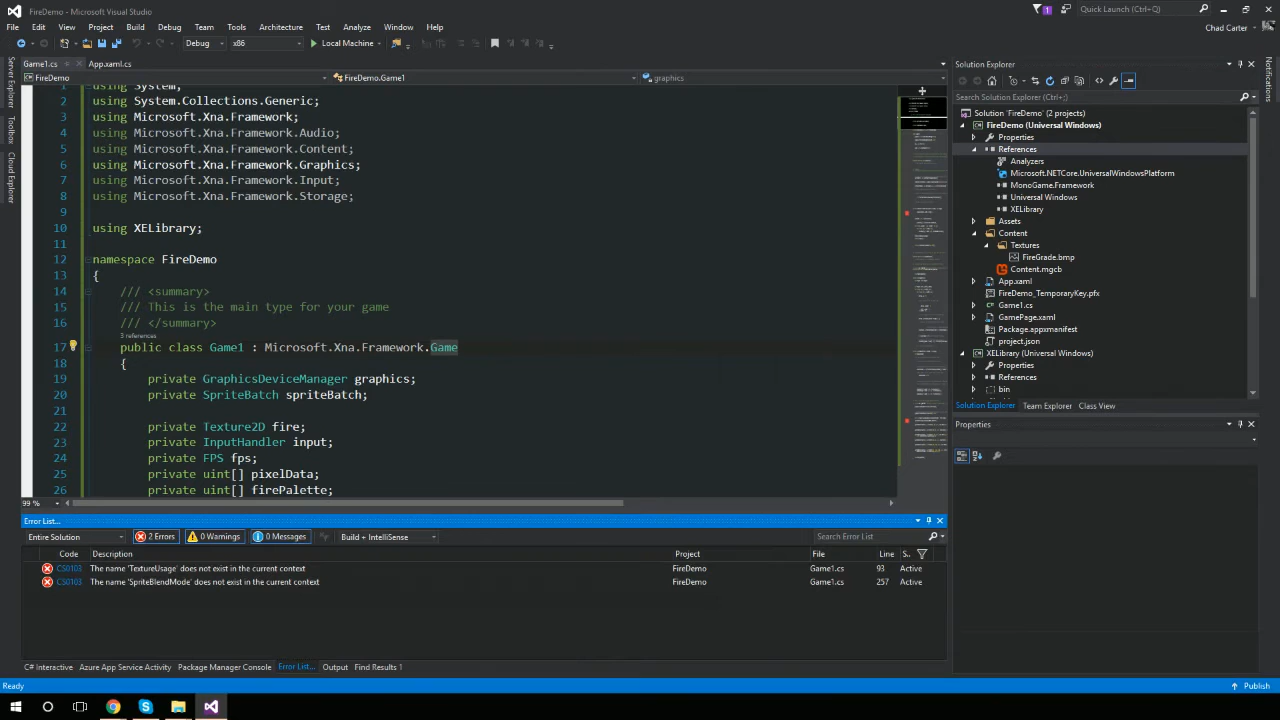 FireDemo - Microsoft Visual Studio
1
Quick Launch (Ctrl+;)
File Edit View Project Build Debug Team Tools Architecture Test Analyze Window Help
Chad Carter
Debug x86 Local Machine
Game1.cs App.xaml.cs
FireDemo FireDemo.Game1 graphics
Server Explorer
Toolbox
Cloud Explorer
1 using System;
2 using System.Collections.Generic;
3 using Microsoft.Xna.Framework;
4 using Microsoft.Xna.Framework.Audio;
5 using Microsoft.Xna.Framework.Content;
6 using Microsoft.Xna.Framework.Graphics;
7 using Microsoft.Xna.Framework.Input;
8 using Microsoft.Xna.Framework.Storage;
9
10 using XELibrary;
11
12 namespace FireDemo
13 {
14 /// <summary>
15 /// This is the main type for your game
16 /// </summary>
3 references
17 public class Game1 : Microsoft.Xna.Framework.Game
18 {
19 private GraphicsDeviceManager graphics;
20 private SpriteBatch spriteBatch;
21
22 private Texture2D fire;
23 private InputHandler input;
24 private FPS fps;
25 private uint[] pixelData;
26 private uint[] firePalette;
99 %
Error List...
Entire Solution 2 Errors 0 Warnings 0 Messages Build + IntelliSense Search Error List
Code Description Project File Line S..
CS0103 The name 'TextureUsage' does not exist in the current context FireDemo Game1.cs 93 Active
CS0103 The name 'SpriteBlendMode' does not exist in the current context FireDemo Game1.cs 257 Active
C# Interactive Azure App Service Activity Package Manager Console Error List... Output Find Results 1
Solution Explorer
Search Solution Explorer (Ctrl+;)
Solution 'FireDemo' (2 projects)
FireDemo (Universal Windows)
Properties
References
Analyzers
Microsoft.NETCore.UniversalWindowsPlatform
MonoGame.Framework
Universal Windows
XELibrary
Assets
Content
Textures
FireGrade.bmp
Content.mgcb
App.xaml
FireDemo_TemporaryKey.pfx
Game1.cs
GamePage.xaml
Package.appxmanifest
project.json
XELibrary (Universal Windows)
Properties
References
bin
Solution Explorer Team Explorer Class View
Properties
Notifications
Ready
Publish